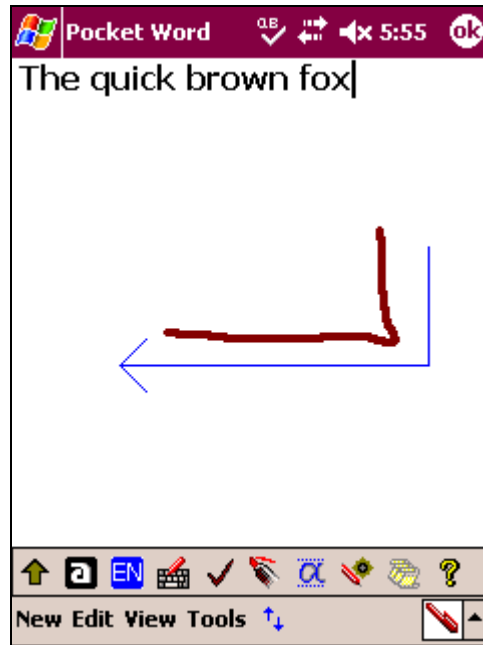 Pocket Word 5:55 ok
The quick brown fox
a EN α ?
New Edit View Tools